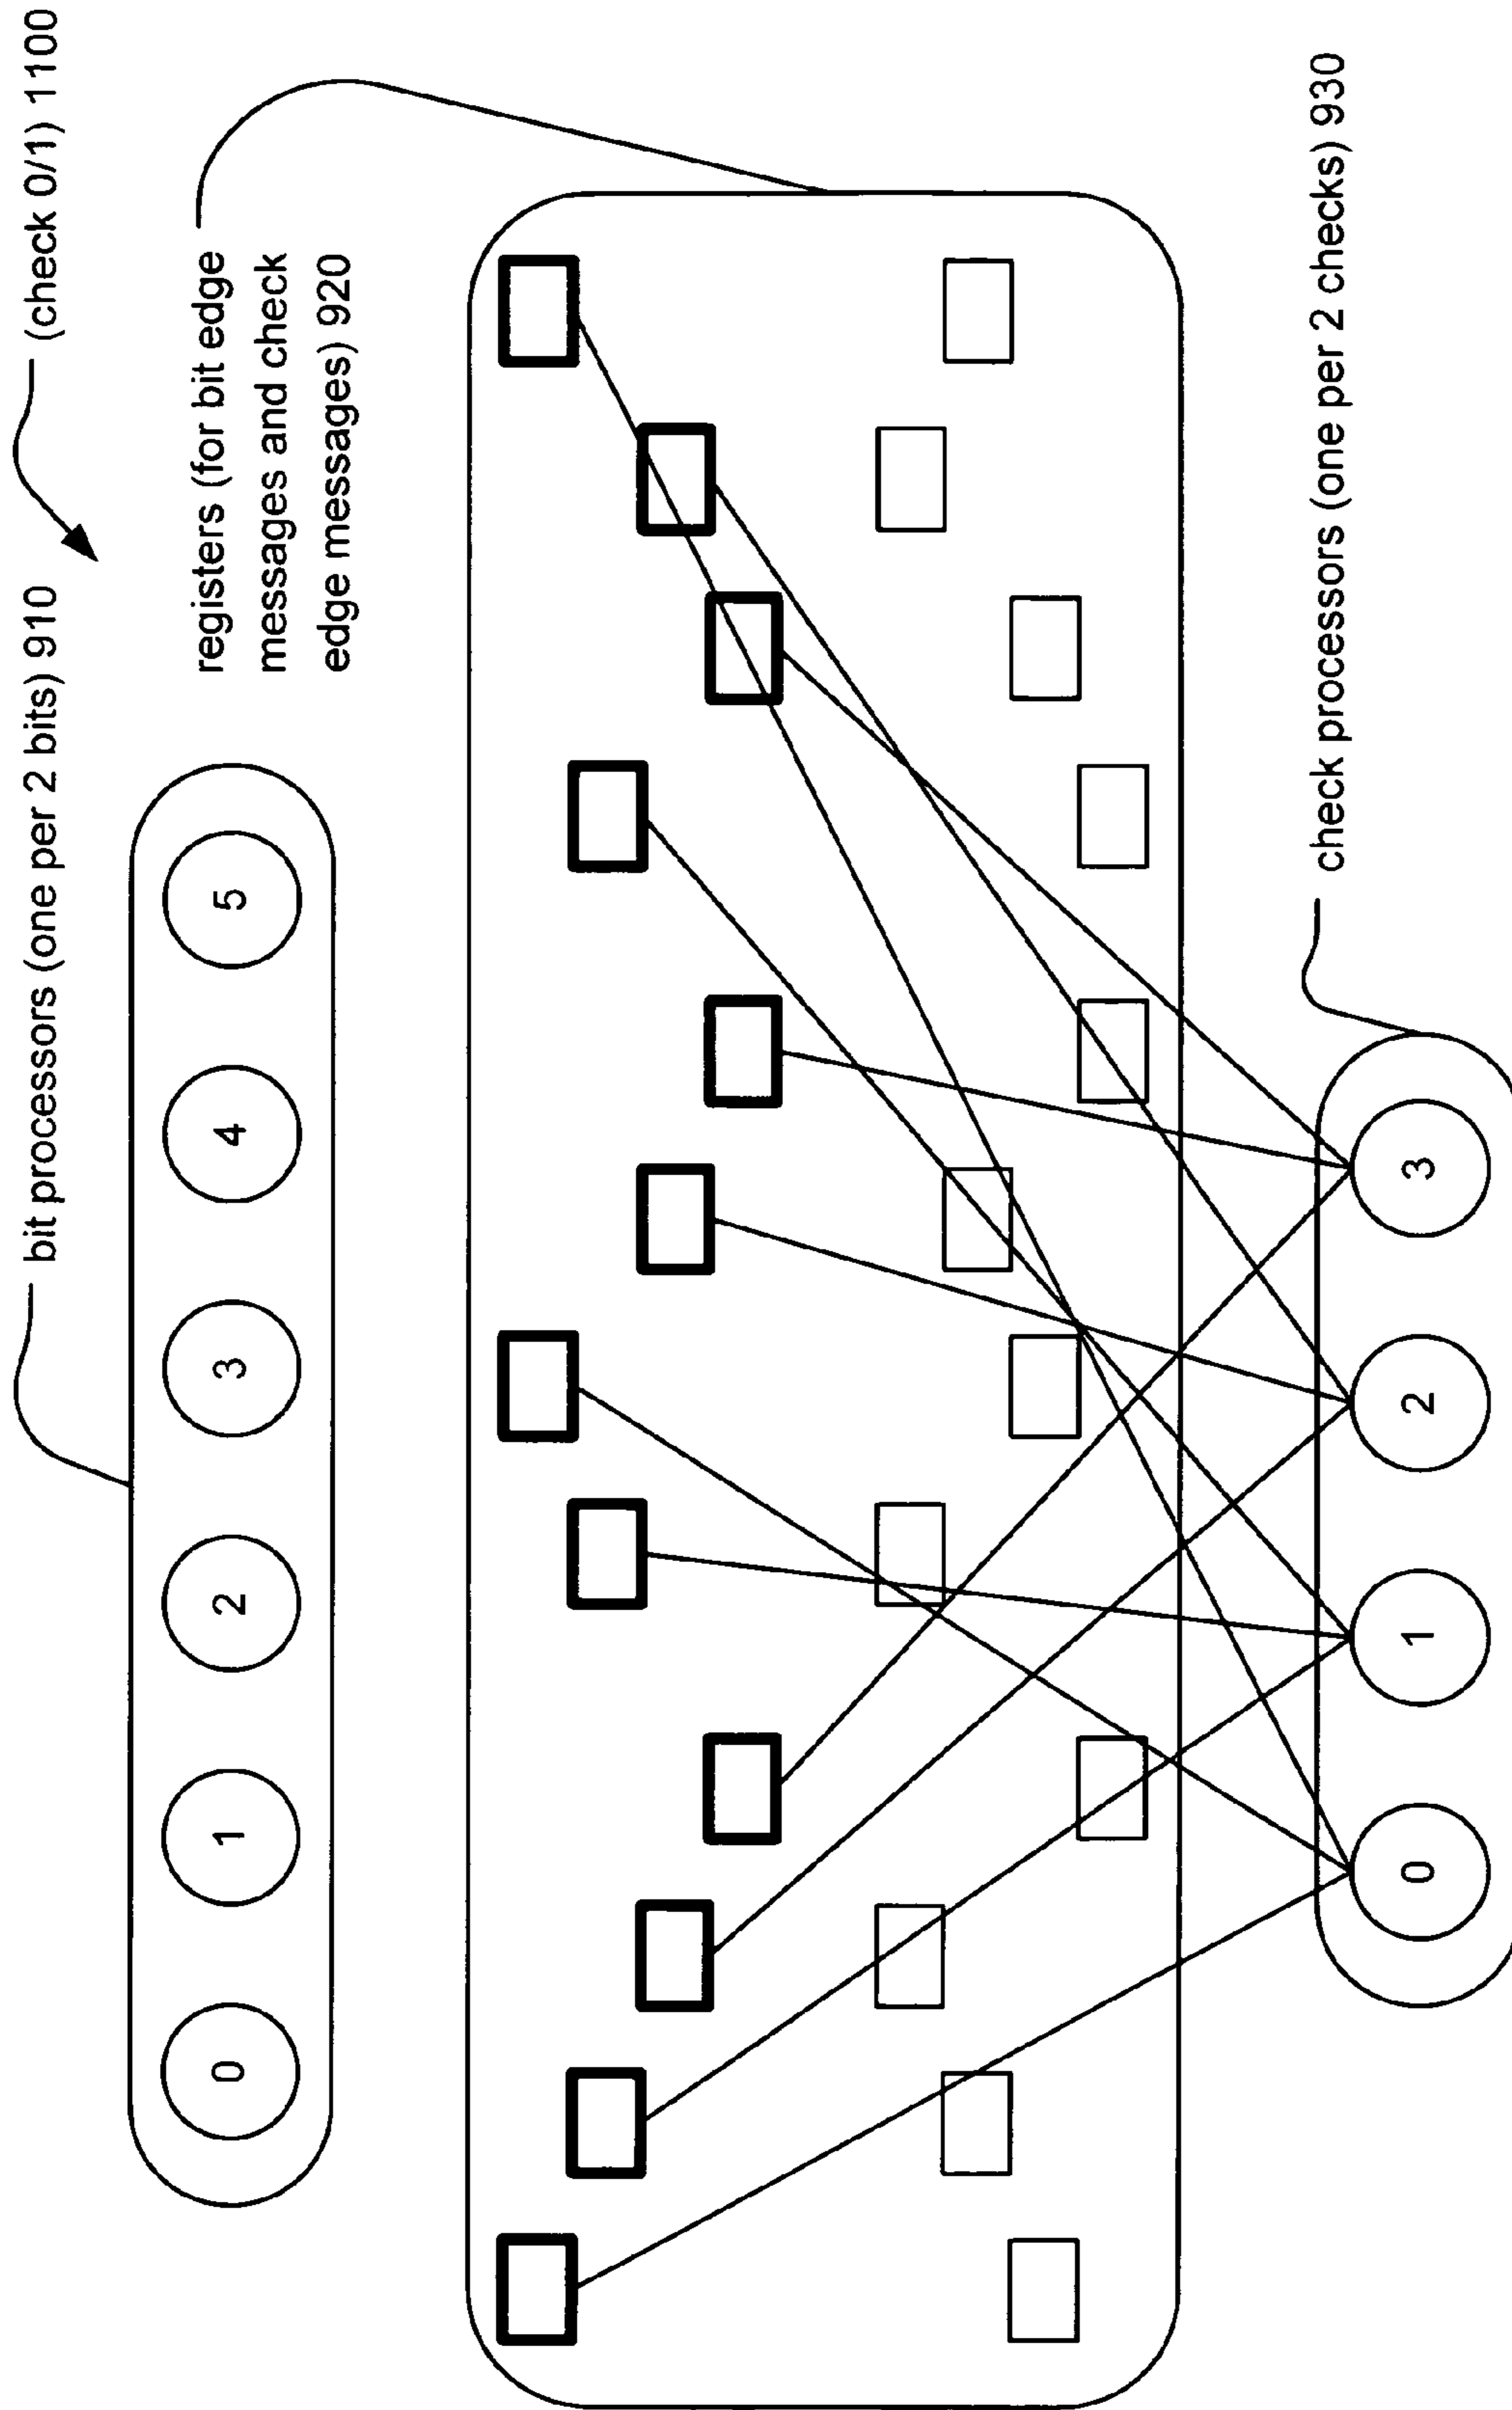 bit processors (one per 2 bits) 910
(check 0/1) 1100
0 1 2 3 4 5
registers (for bit edge
messages and check
edge messages) 920
check processors (one per 2 checks) 930
0 1 2 3